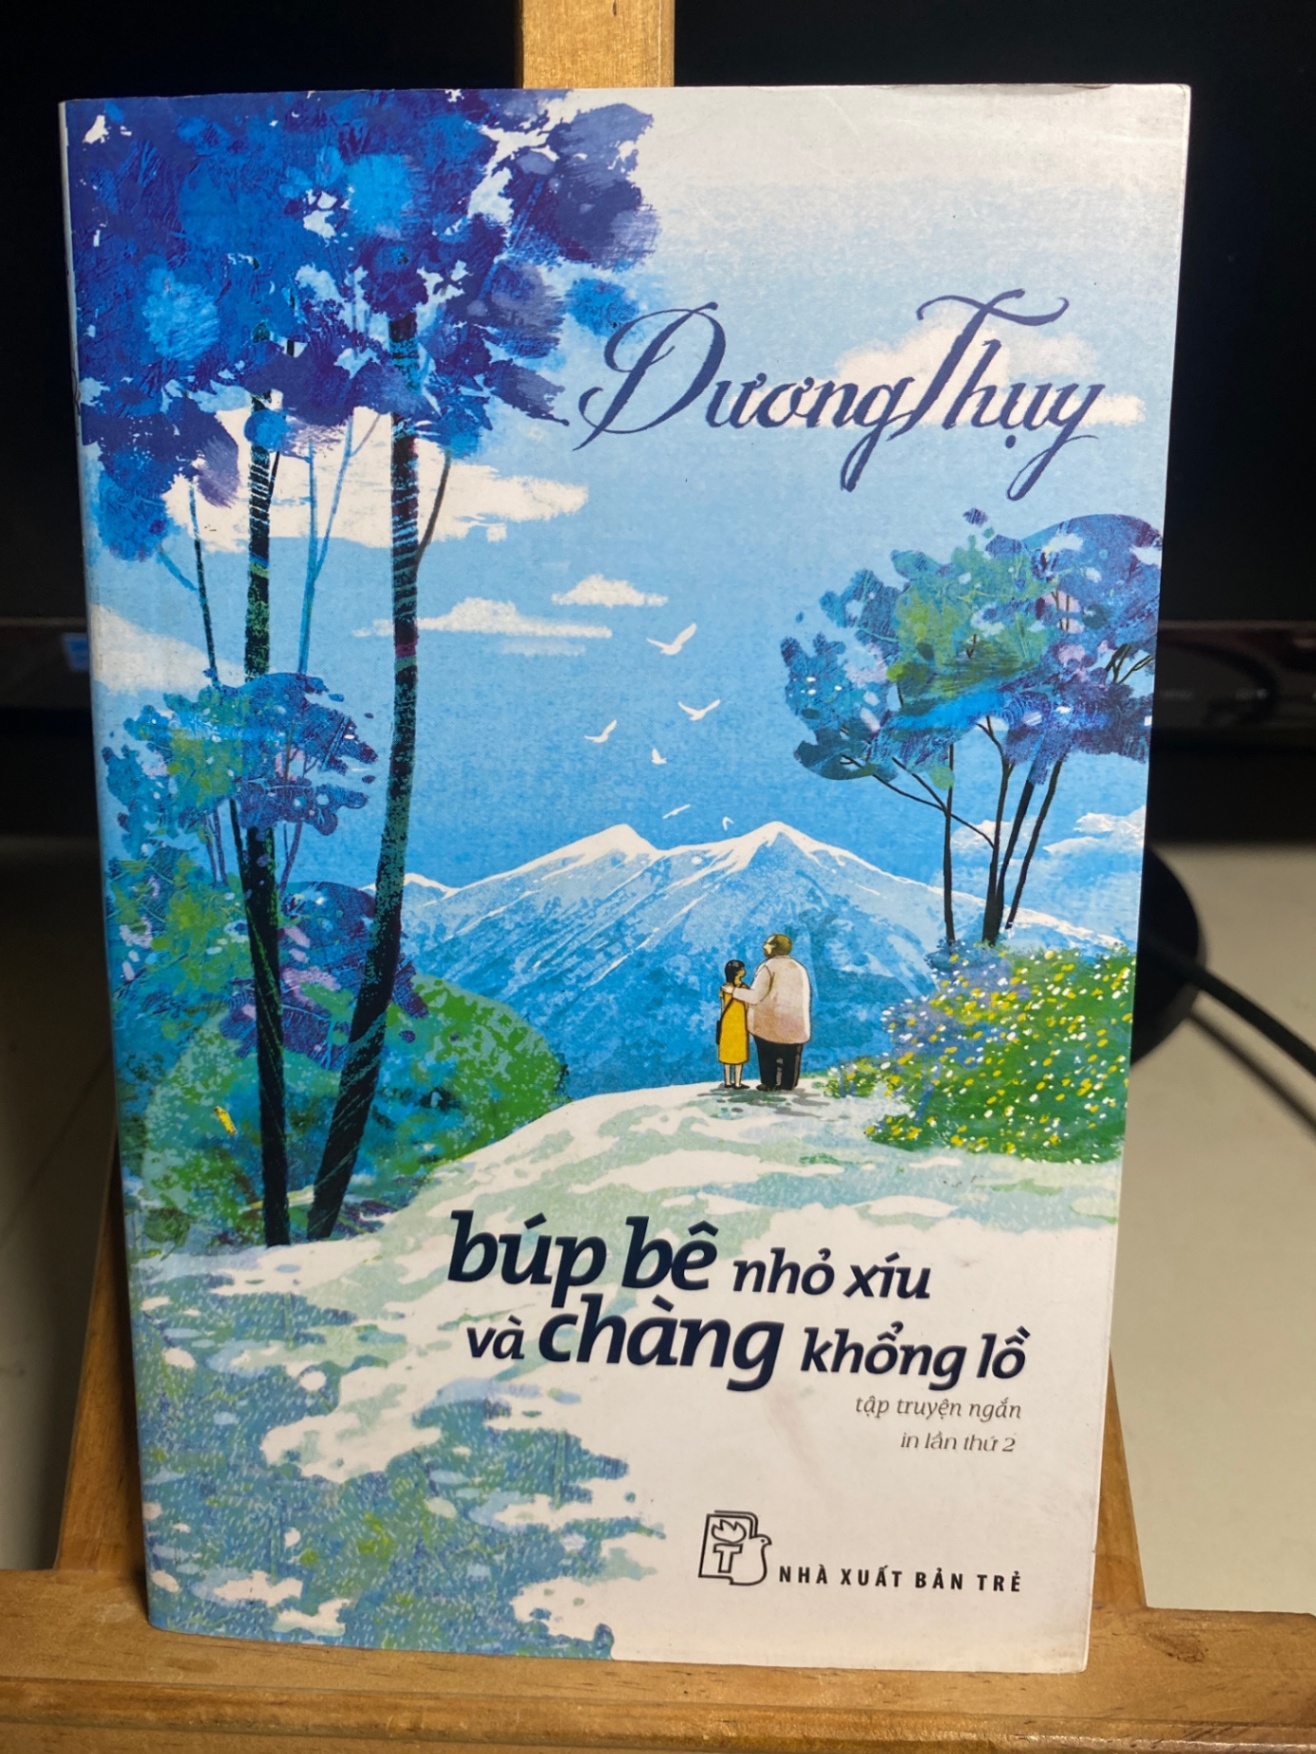 Dương Thụy
búp bê nhỏ xíu
và chàng khổng lồ
tập truyện ngắn
in lần thứ 2
T
NHÀ XUẤT BẢN TRẺ